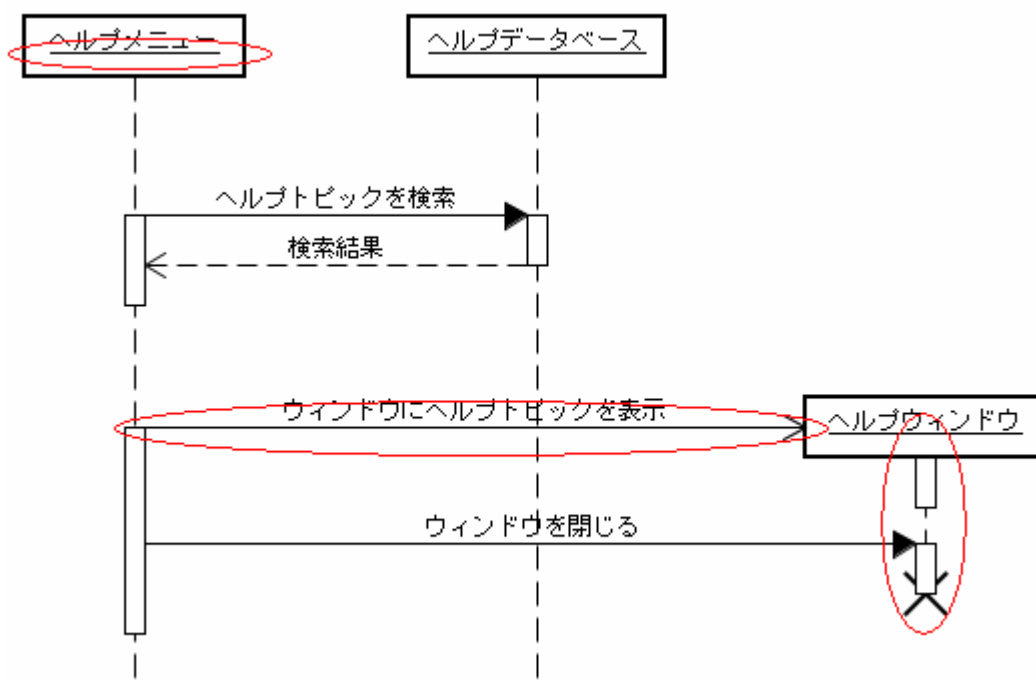 ヘルプメニュー
ヘルプデータベース
ヘルプトピックを検索
検索結果
ウィンドウにヘルプトピックを表示
ヘルプウィンドウ
ウィンドウを閉じる